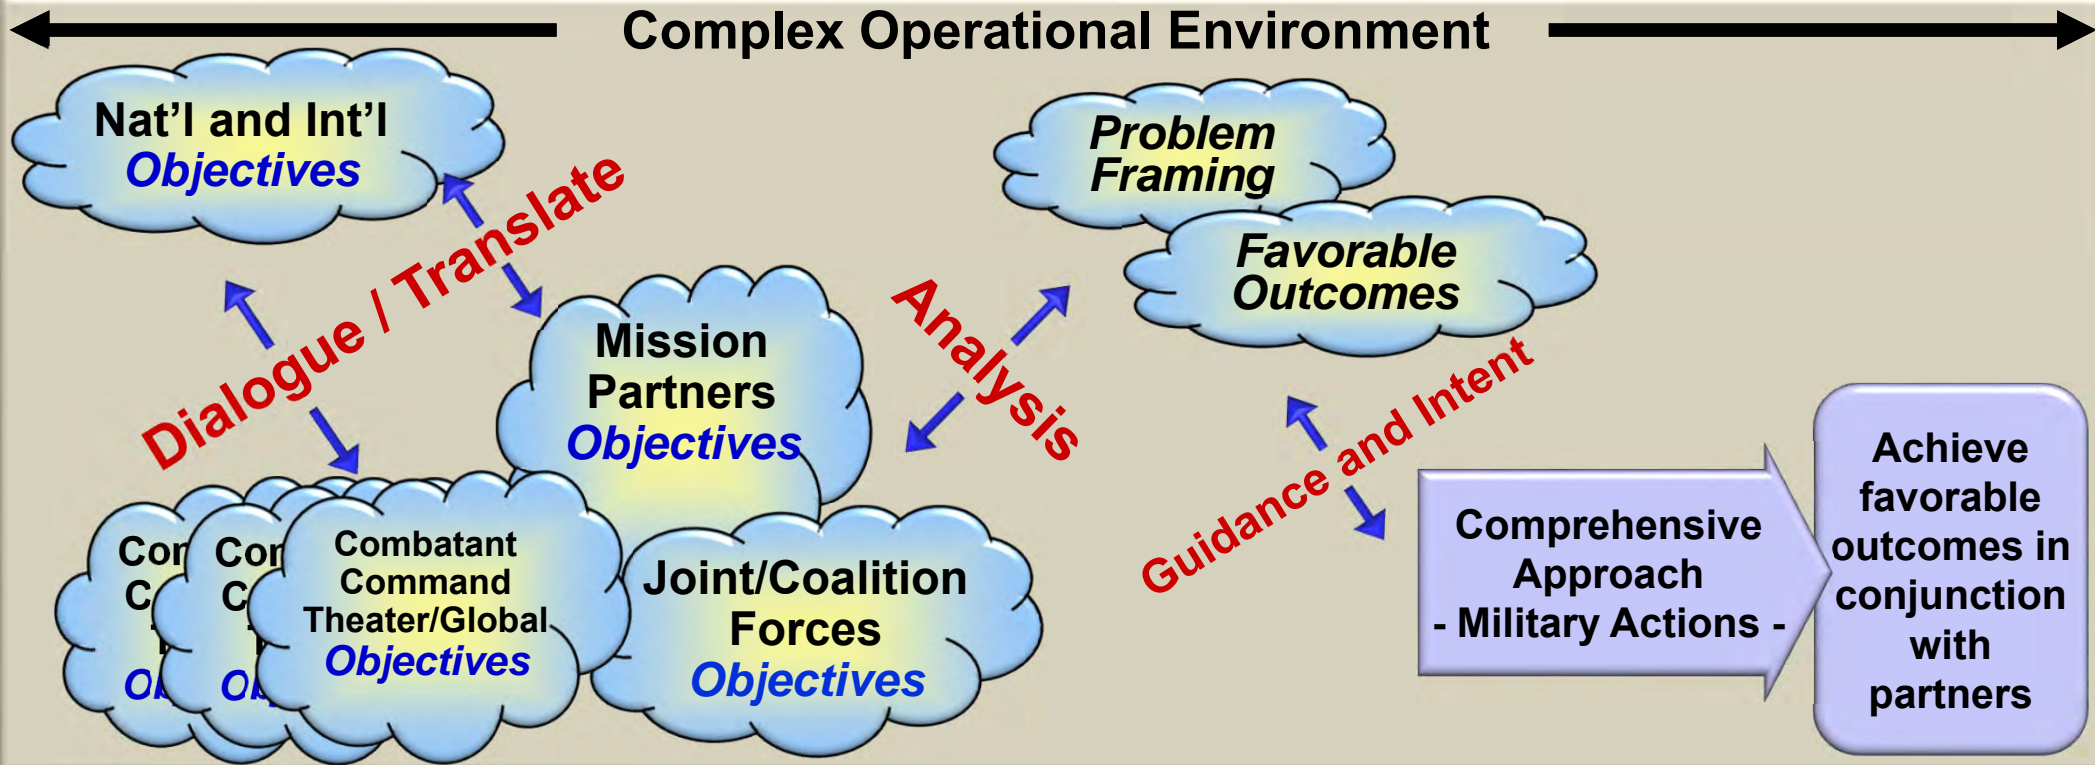 Complex Operational Environment
Nat'l and Int'l
Objectives
Dialogue / Translate
Mission
Partners
Objectives
Combatant
Command
Theater/Global
Objectives
Joint/Coalition
Forces
Objectives
Analysis
Problem
Framing
Favorable
Outcomes
Guidance and Intent
Comprehensive
Approach
- Military Actions -
Achieve
favorable
outcomes in
conjunction
with
partners